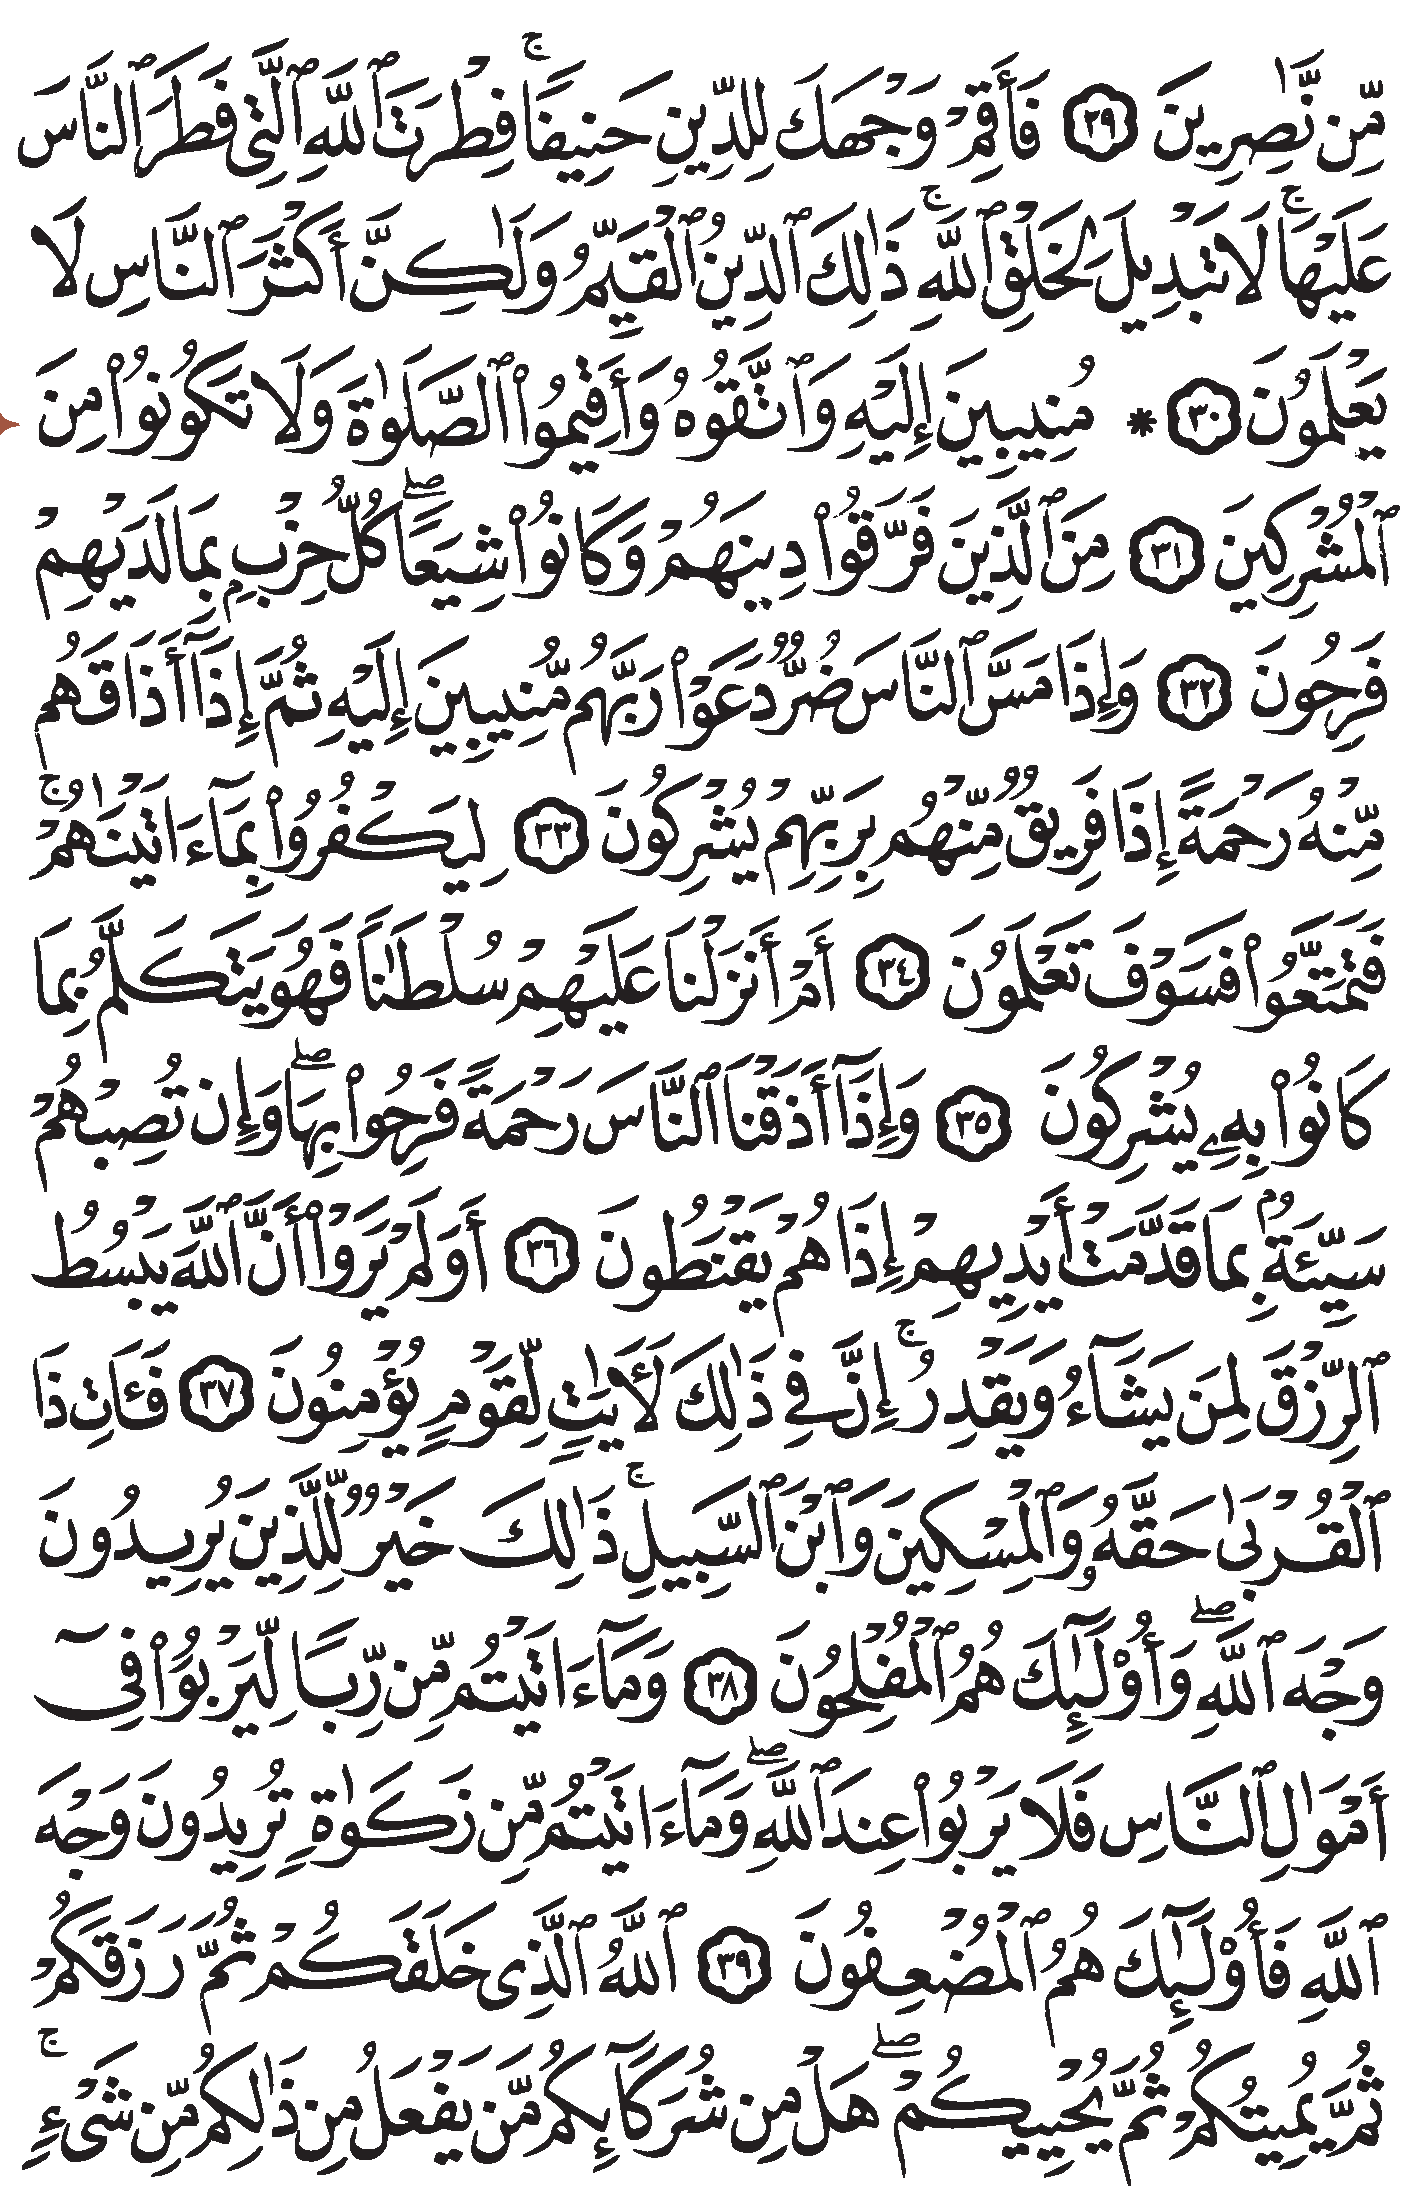 مِّن نَّٰصِرِينَ ٢٩ فَأَقِمْ وَجْهَكَ لِلدِّينِ حَنِيفًاۚ فِطْرَتَ ٱللَّهِ ٱلَّتِى فَطَرَ ٱلنَّاسَ
عَلَيْهَاۚ لَا تَبْدِيلَ لِخَلْقِ ٱللَّهِۚ ذَٰلِكَ ٱلدِّينُ ٱلْقَيِّمُ وَلَٰكِنَّ أَكْثَرَ ٱلنَّاسِ لَا
يَعْلَمُونَ ٣٠ * مُنِيبِينَ إِلَيْهِ وَٱتَّقُوهُ وَأَقِيمُوا۟ ٱلصَّلَوٰةَ وَلَا تَكُونُوا۟ مِنَ
ٱلْمُشْرِكِينَ ٣١ مِنَ ٱلَّذِينَ فَرَّقُوا۟ دِينَهُمْ وَكَانُوا۟ شِيَعًاۖ كُلُّ حِزْبٍۭ بِمَا لَدَيْهِمْ
فَرِحُونَ ٣٢ وَإِذَا مَسَّ ٱلنَّاسَ ضُرٌّ دَعَوْا۟ رَبَّهُم مُّنِيبِينَ إِلَيْهِ ثُمَّ إِذَآ أَذَاقَهُم
مِّنْهُ رَحْمَةً إِذَا فَرِيقٌ مِّنْهُم بِرَبِّهِمْ يُشْرِكُونَ ٣٣ لِيَكْفُرُوا۟ بِمَآ ءَاتَيْنَٰهُمْۚ
فَتَمَتَّعُوا۟ فَسَوْفَ تَعْلَمُونَ ٣٤ أَمْ أَنزَلْنَا عَلَيْهِمْ سُلْطَٰنًا فَهُوَ يَتَكَلَّمُ بِمَا
كَانُوا۟ بِهِۦ يُشْرِكُونَ ٣٥ وَإِذَآ أَذَقْنَا ٱلنَّاسَ رَحْمَةً فَرِحُوا۟ بِهَاۖ وَإِن تُصِبْهُمْ
سَيِّئَةٌۢ بِمَا قَدَّمَتْ أَيْدِيهِمْ إِذَا هُمْ يَقْنَطُونَ ٣٦ أَوَلَمْ يَرَوْا۟ أَنَّ ٱللَّهَ يَبْسُطُ
ٱلرِّزْقَ لِمَن يَشَآءُ وَيَقْدِرُۚ إِنَّ فِى ذَٰلِكَ لَءَايَٰتٍ لِّقَوْمٍ يُؤْمِنُونَ ٣٧ فَـَٔاتِ ذَا
ٱلْقُرْبَىٰ حَقَّهُۥ وَٱلْمِسْكِينَ وَٱبْنَ ٱلسَّبِيلِۚ ذَٰلِكَ خَيْرٌ لِّلَّذِينَ يُرِيدُونَ
وَجْهَ ٱللَّهِۖ وَأُو۟لَٰٓئِكَ هُمُ ٱلْمُفْلِحُونَ ٣٨ وَمَآ ءَاتَيْتُم مِّن رِّبًا لِّيَرْبُوَا۟ فِىٓ
أَمْوَٰلِ ٱلنَّاسِ فَلَا يَرْبُوا۟ عِندَ ٱللَّهِۖ وَمَآ ءَاتَيْتُم مِّن زَكَوٰةٍ تُرِيدُونَ وَجْهَ
ٱللَّهِ فَأُو۟لَٰٓئِكَ هُمُ ٱلْمُضْعِفُونَ ٣٩ ٱللَّهُ ٱلَّذِى خَلَقَكُمْ ثُمَّ رَزَقَكُمْ
ثُمَّ يُمِيتُكُمْ ثُمَّ يُحْيِيكُمْۖ هَلْ مِن شُرَكَآئِكُم مَّن يَفْعَلُ مِن ذَٰلِكُم مِّن شَىْءٍۚ